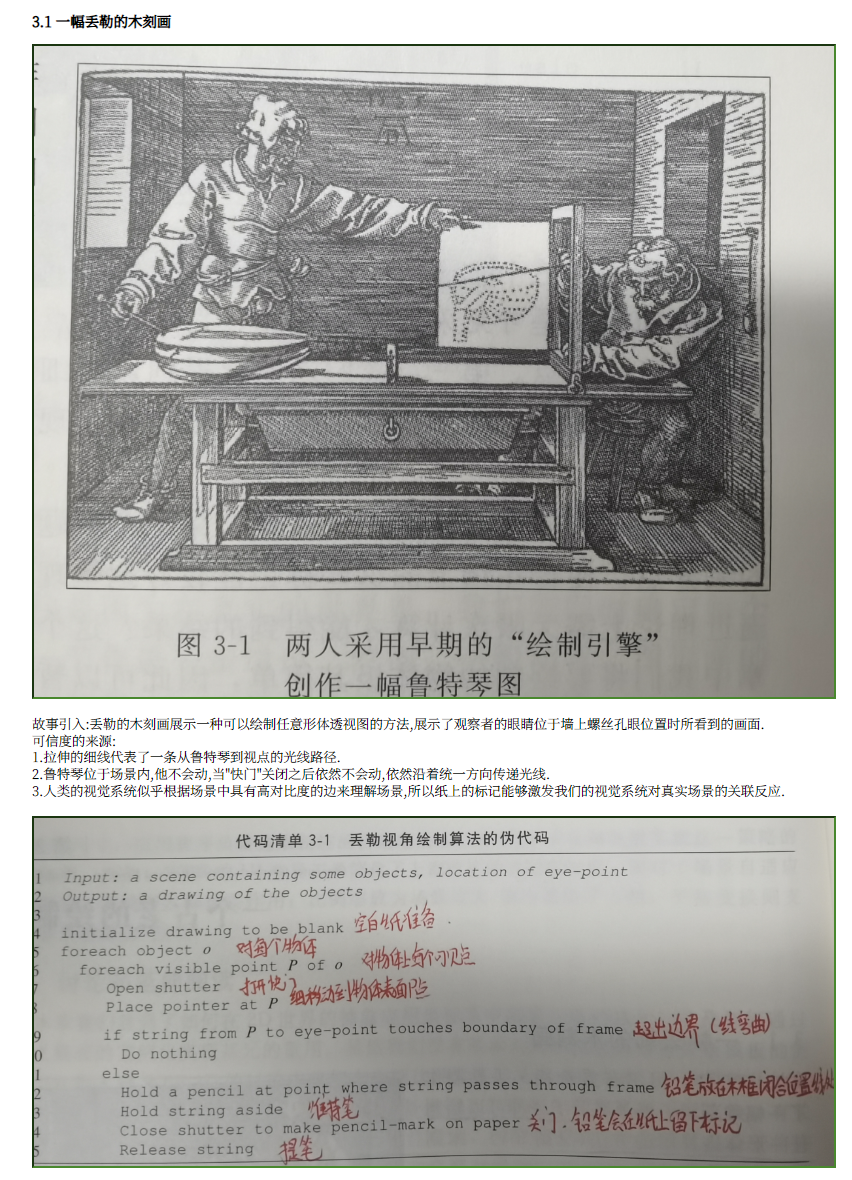 3.1 一幅丢勒的木刻画
图 3-1 两人采用早期的“绘制引擎”
创作一幅鲁特琴图
故事引入:丢勒的木刻画展示一种可以绘制任意形体透视图的方法,展示了观察者的眼睛位于墙上螺丝孔眼位置时所看到的画面.
可信度的来源:
1.拉伸的细线代表了一条从鲁特琴到视点的光线路径.
2.鲁特琴位于场景内,他不会动,当"快门"关闭之后依然不会动,依然沿着统一方向传递光线.
3.人类的视觉系统似乎根据场景中具有高对比度的边来理解场景,所以纸上的标记能够激发我们的视觉系统对真实场景的关联反应.
代码清单 3-1 丢勒视角绘制算法的伪代码
1 Input: a scene containing some objects, location of eye-point
2 Output: a drawing of the objects
3
4 initialize drawing to be blank 空白纸准备.
5 foreach object o 对每个物体
6 foreach visible point P of o 对物体上每个可见点
7 Open shutter 打开快门
8 Place pointer at P 细移动到物体表面P点
9 if string from P to eye-point touches boundary of frame 超出边界（线弯曲）
0 Do nothing
1 else
2 Hold a pencil at point where string passes through frame 铅笔放在木框闭合位置
3 Hold string aside 准备笔
4 Close shutter to make pencil-mark on paper 关门.铅笔会在纸上留下标记
5 Release string 提笔